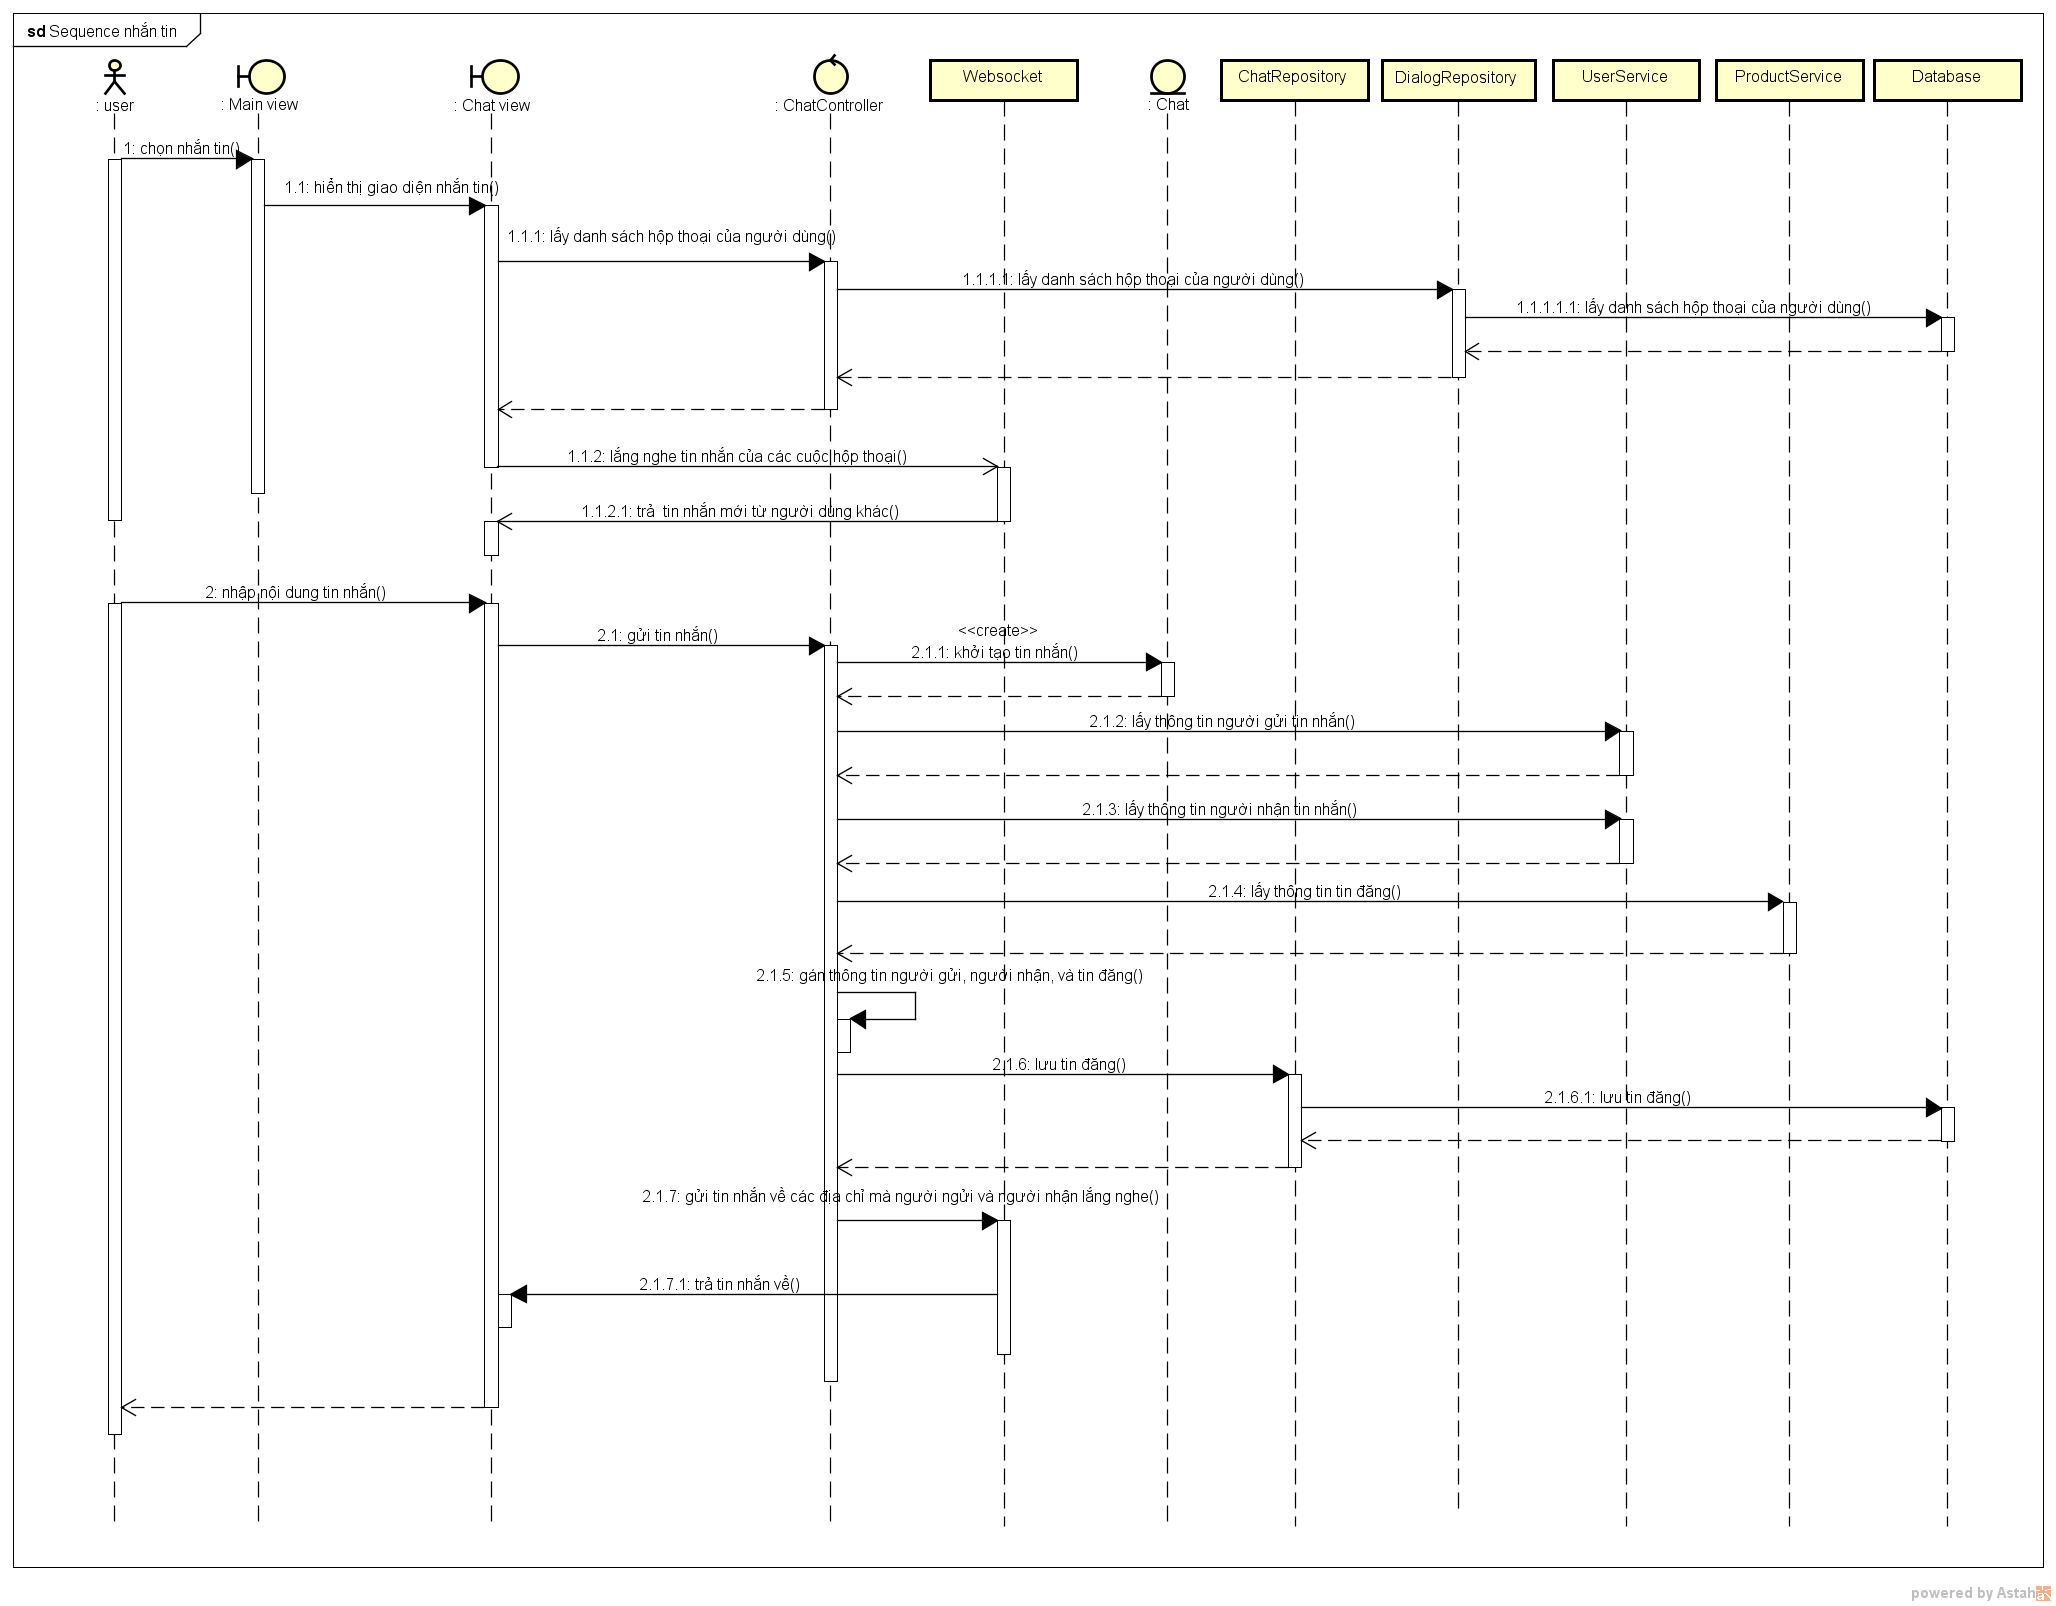 sd Sequence nhắn tin
: user
: Main view
: Chat view
: ChatController
Websocket
: Chat
ChatRepository
DialogRepository
UserService
ProductService
Database
1: chọn nhắn tin()
1.1: hiển thị giao diện nhắn tin()
1.1.1: lấy danh sách hộp thoại của người dùng()
1.1.1.1: lấy danh sách hộp thoại của người dùng()
1.1.1.1.1: lấy danh sách hộp thoại của người dùng()
1.1.2: lắng nghe tin nhắn của các cuộc hộp thoại()
1.1.2.1: trả  tin nhắn mới từ người dùng khác()
2: nhập nội dung tin nhắn()
2.1: gửi tin nhắn()
<<create>>
2.1.1: khởi tạo tin nhắn()
2.1.2: lấy thông tin người gửi tin nhắn()
2.1.3: lấy thông tin người nhận tin nhắn()
2.1.4: lấy thông tin tin đăng()
2.1.5: gán thông tin người gửi, người nhận, và tin đăng()
2.1.6: lưu tin đăng()
2.1.6.1: lưu tin đăng()
2.1.7: gửi tin nhắn về các địa chỉ mà người ngửi và người nhận lắng nghe()
2.1.7.1: trả tin nhắn về()
powered by Astah